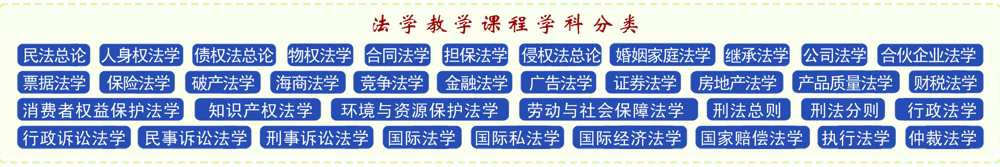 法学教学课程学科分类
民法总论 人身权法学 债权法总论 物权法学 合同法学 担保法学 侵权法总论 婚姻家庭法学 继承法学 公司法学 合伙企业法学
票据法学 保险法学 破产法学 海商法学 竞争法学 金融法学 广告法学 证券法学 房地产法学 产品质量法学 财税法学
消费者权益保护法学 知识产权法学 环境与资源保护法学 劳动与社会保障法学 刑法总则 刑法分则 行政法学
行政诉讼法学 民事诉讼法学 刑事诉讼法学 国际法学 国际私法学 国际经济法学 国家赔偿法学 执行法学 仲裁法学